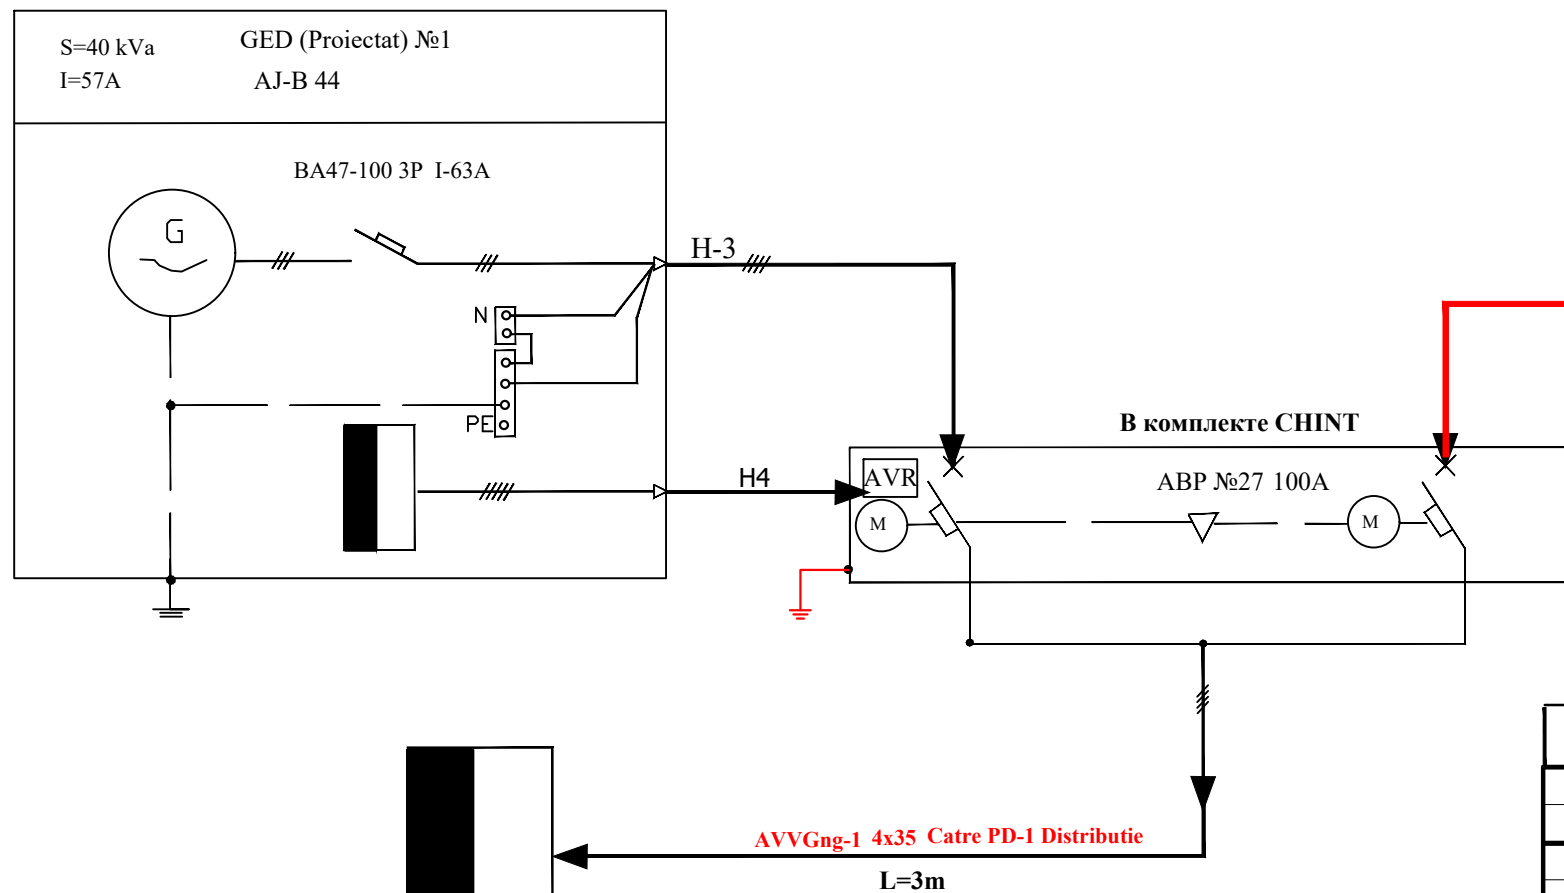 S=40 kVa
GED (Proiectat) №1
I=57A
AJ-B 44
BA47-100 3P I-63A
G
H-3
N
PE
В комплекте CHINT
H4
AVR
АВР №27 100A
M
M
AVVGng-1 4x35 Catre PD-1 Distributie
L=3m